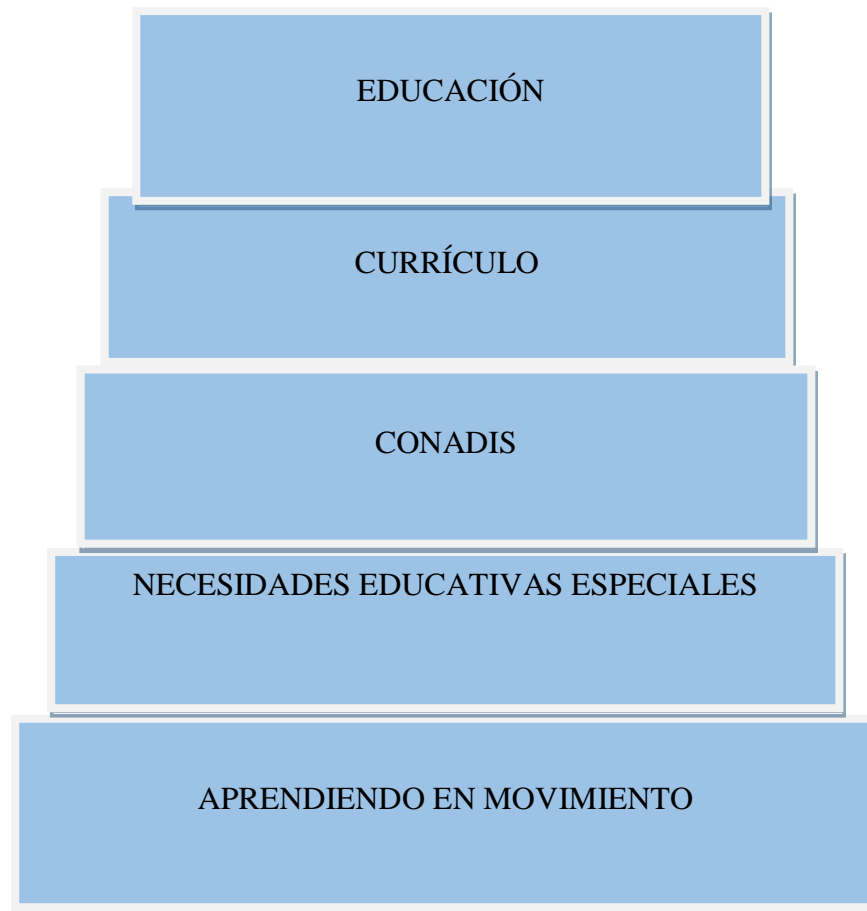 EDUCACIÓN
CURRÍCULO
CONADIS
NECESIDADES EDUCATIVAS ESPECIALES
APRENDIENDO EN MOVIMIENTO